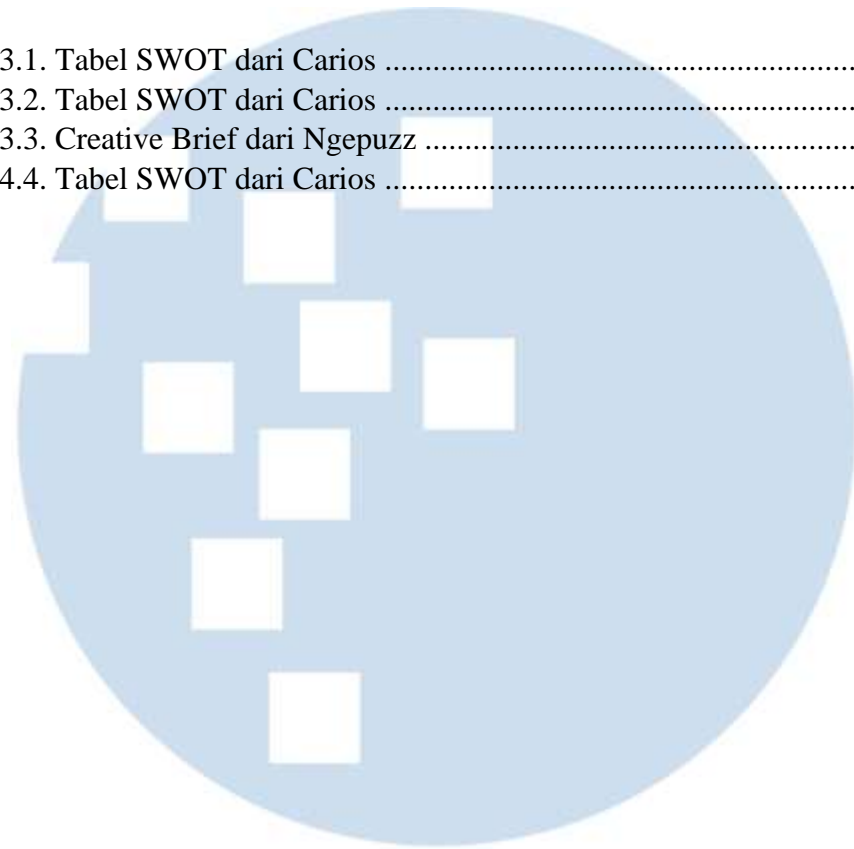 3.1. Tabel SWOT dari Carios ............................................................
3.2. Tabel SWOT dari Carios ............................................................
3.3. Creative Brief dari Ngepuzz .......................................................
4.4. Tabel SWOT dari Carios ............................................................